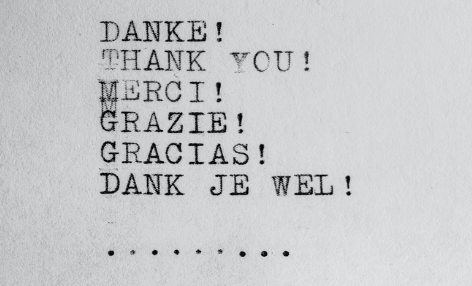 DANKE!
THANK YOU!
MERCI!
GRAZIE!
GRACIAS!
DANK JE WEL!
.........